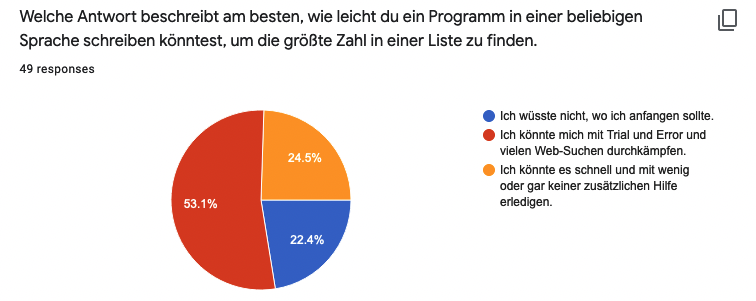 Welche Antwort beschreibt am besten, wie leicht du ein Programm in einer beliebigen
Sprache schreiben könntest, um die größte Zahl in einer Liste zu finden.
49 responses
24.5%
53.1%
22.4%
Ich wüsste nicht, wo ich anfangen sollte.
Ich könnte mich mit Trial und Error und
vielen Web-Suchen durchkämpfen.
Ich könnte es schnell und mit wenig
oder gar keiner zusätzlichen Hilfe
erledigen.